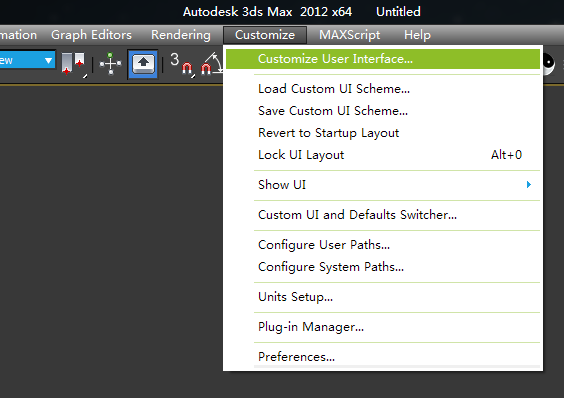 Autodesk 3ds Max 2012 x64 Untitled
mation Graph Editors Rendering Customize MAXScript Help
ew 3
Customize User Interface...
Load Custom UI Scheme...
Save Custom UI Scheme...
Revert to Startup Layout
Lock UI Layout Alt+0
Show UI
Custom UI and Defaults Switcher...
Configure User Paths...
Configure System Paths...
Units Setup...
Plug-in Manager...
Preferences...